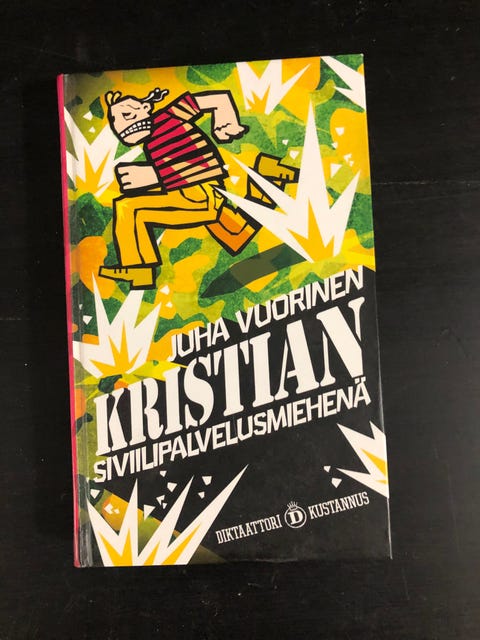 JUHA VUORINEN
KRISTIAN
SIVIILIPALVELUSMIEHENÄ
DIKTAATTORI D KUSTANNUS